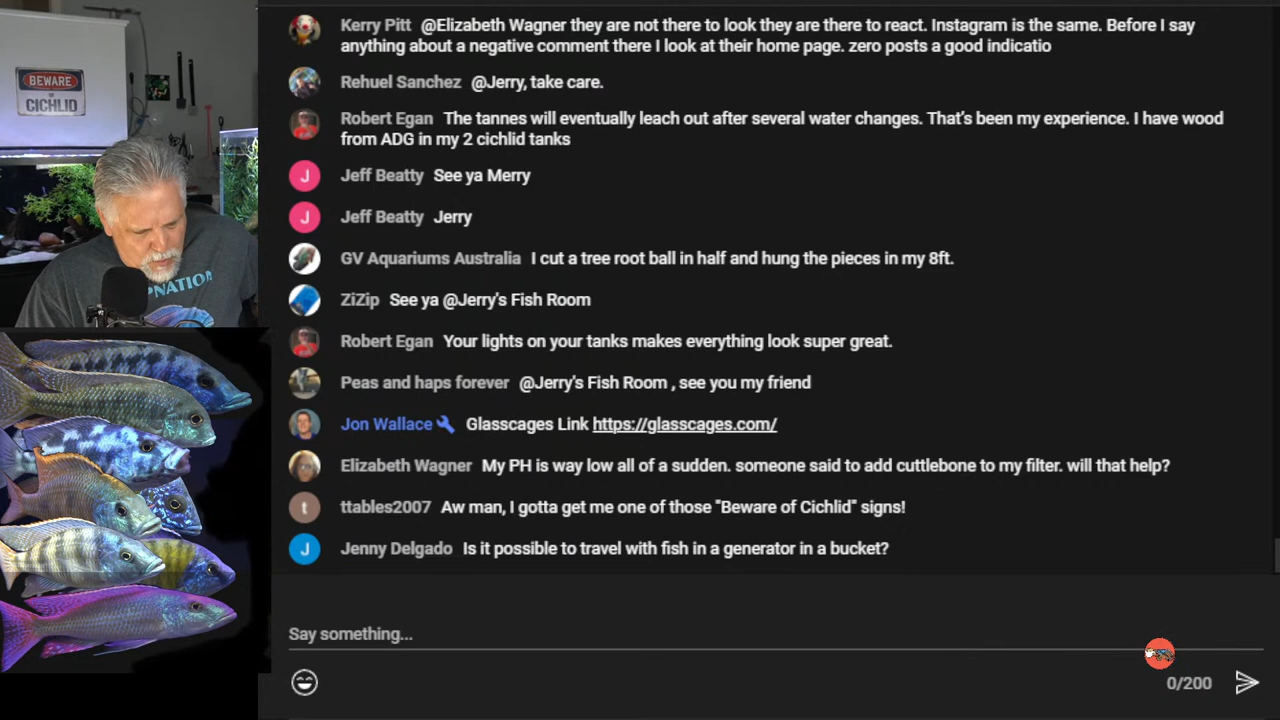 Kerry Pitt @Elizabeth Wagner they are not there to look they are there to react. Instagram is the same. Before I say
anything about a negative comment there I look at their home page. zero posts a good indicatio
BEWARE
OF
CICHLID
Rehuel Sanchez @Jerry, take care.
Robert Egan The tannes will eventually leach out after several water changes. That's been my experience. I have wood
from ADG in my 2 cichlid tanks
J Jeff Beatty See ya Merry
J Jeff Beatty Jerry
GV Aquariums Australia I cut a tree root ball in half and hung the pieces in my 8ft.
ZiZip See ya @Jerry's Fish Room
Robert Egan Your lights on your tanks makes everything look super great.
Peas and haps forever @Jerry's Fish Room , see you my friend
Jon Wallace Glasscages Link https://glasscages.com/
Elizabeth Wagner My PH is way low all of a sudden. someone said to add cuttlebone to my filter. will that help?
t ttables2007 Aw man, I gotta get me one of those "Beware of Cichlid" signs!
J Jenny Delgado Is it possible to travel with fish in a generator in a bucket?
Say something...
0/200